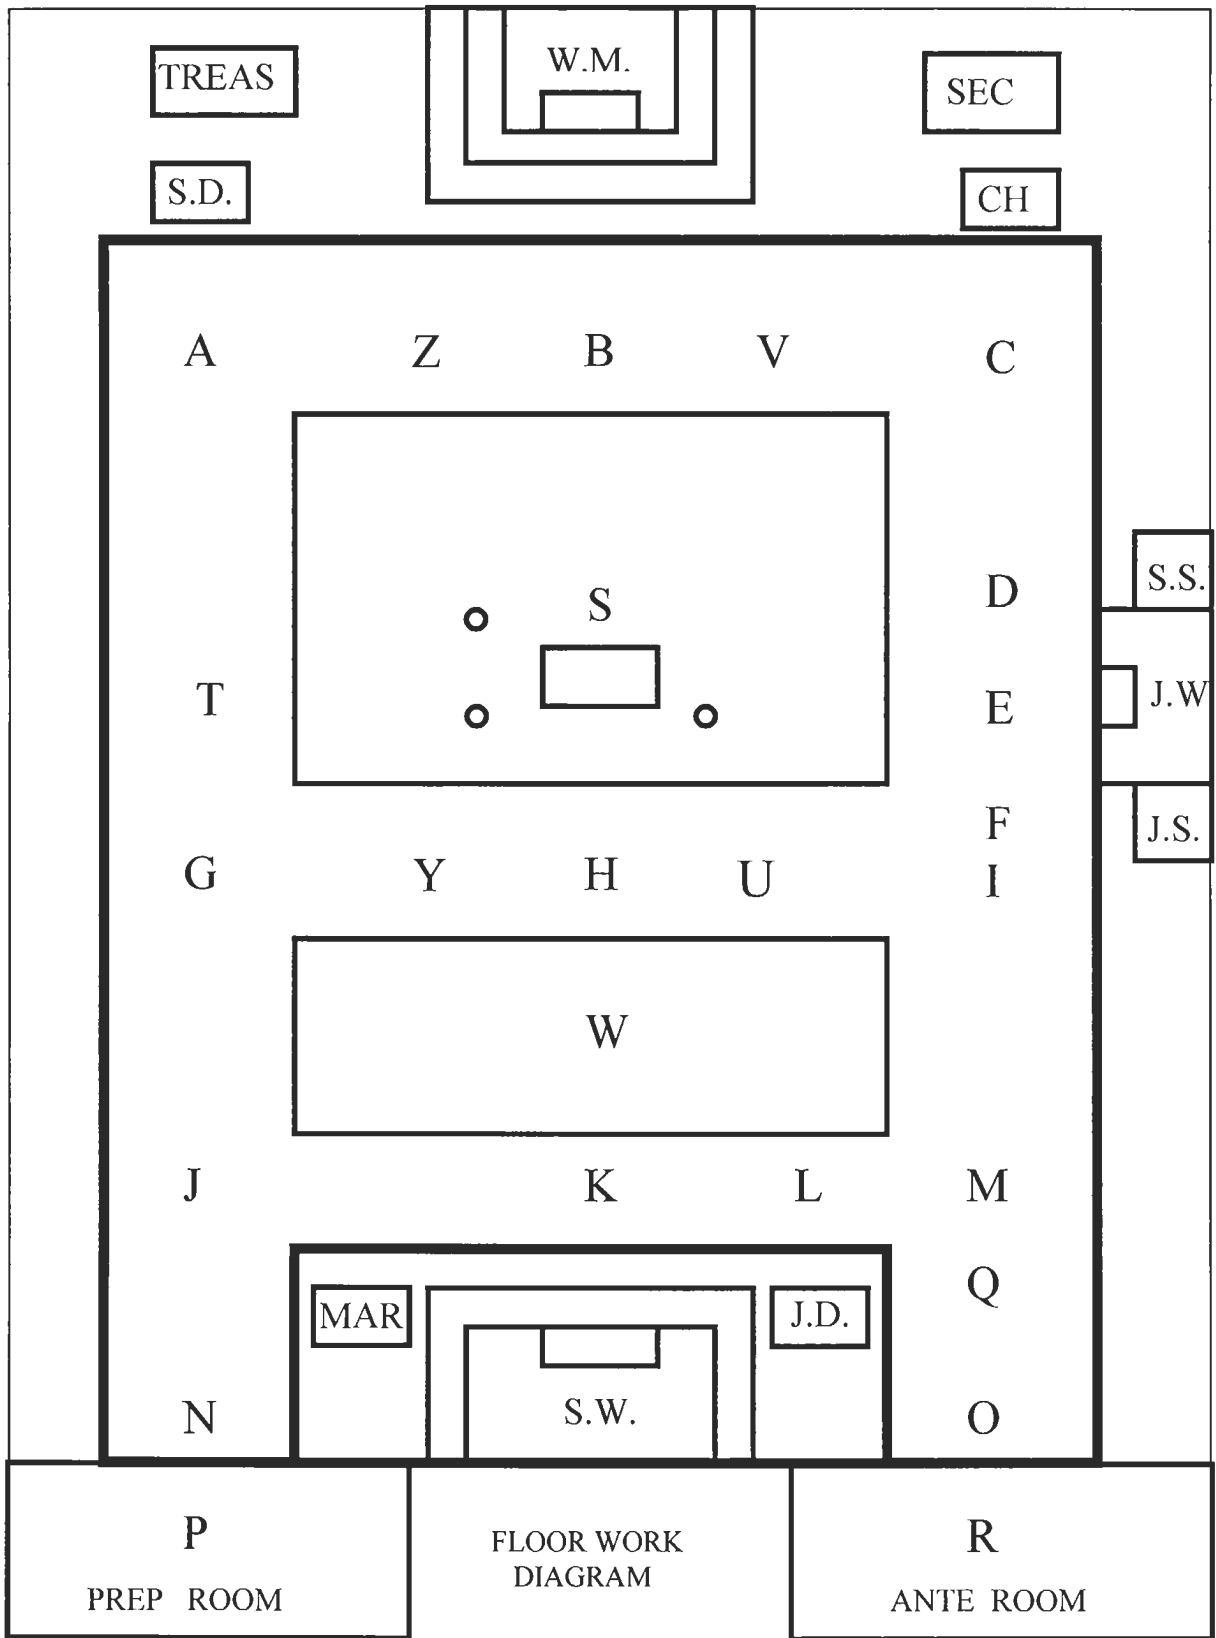 W.M.
TREAS
SEC
S.D.
CH
A Z B V C
S.S.
D
S
J.W
T
E
F
J.S.
G Y H U I
W
J K L M
Q
MAR
J.D.
S.W.
N
O
P
R
FLOOR WORK
DIAGRAM
PREP ROOM
ANTE ROOM